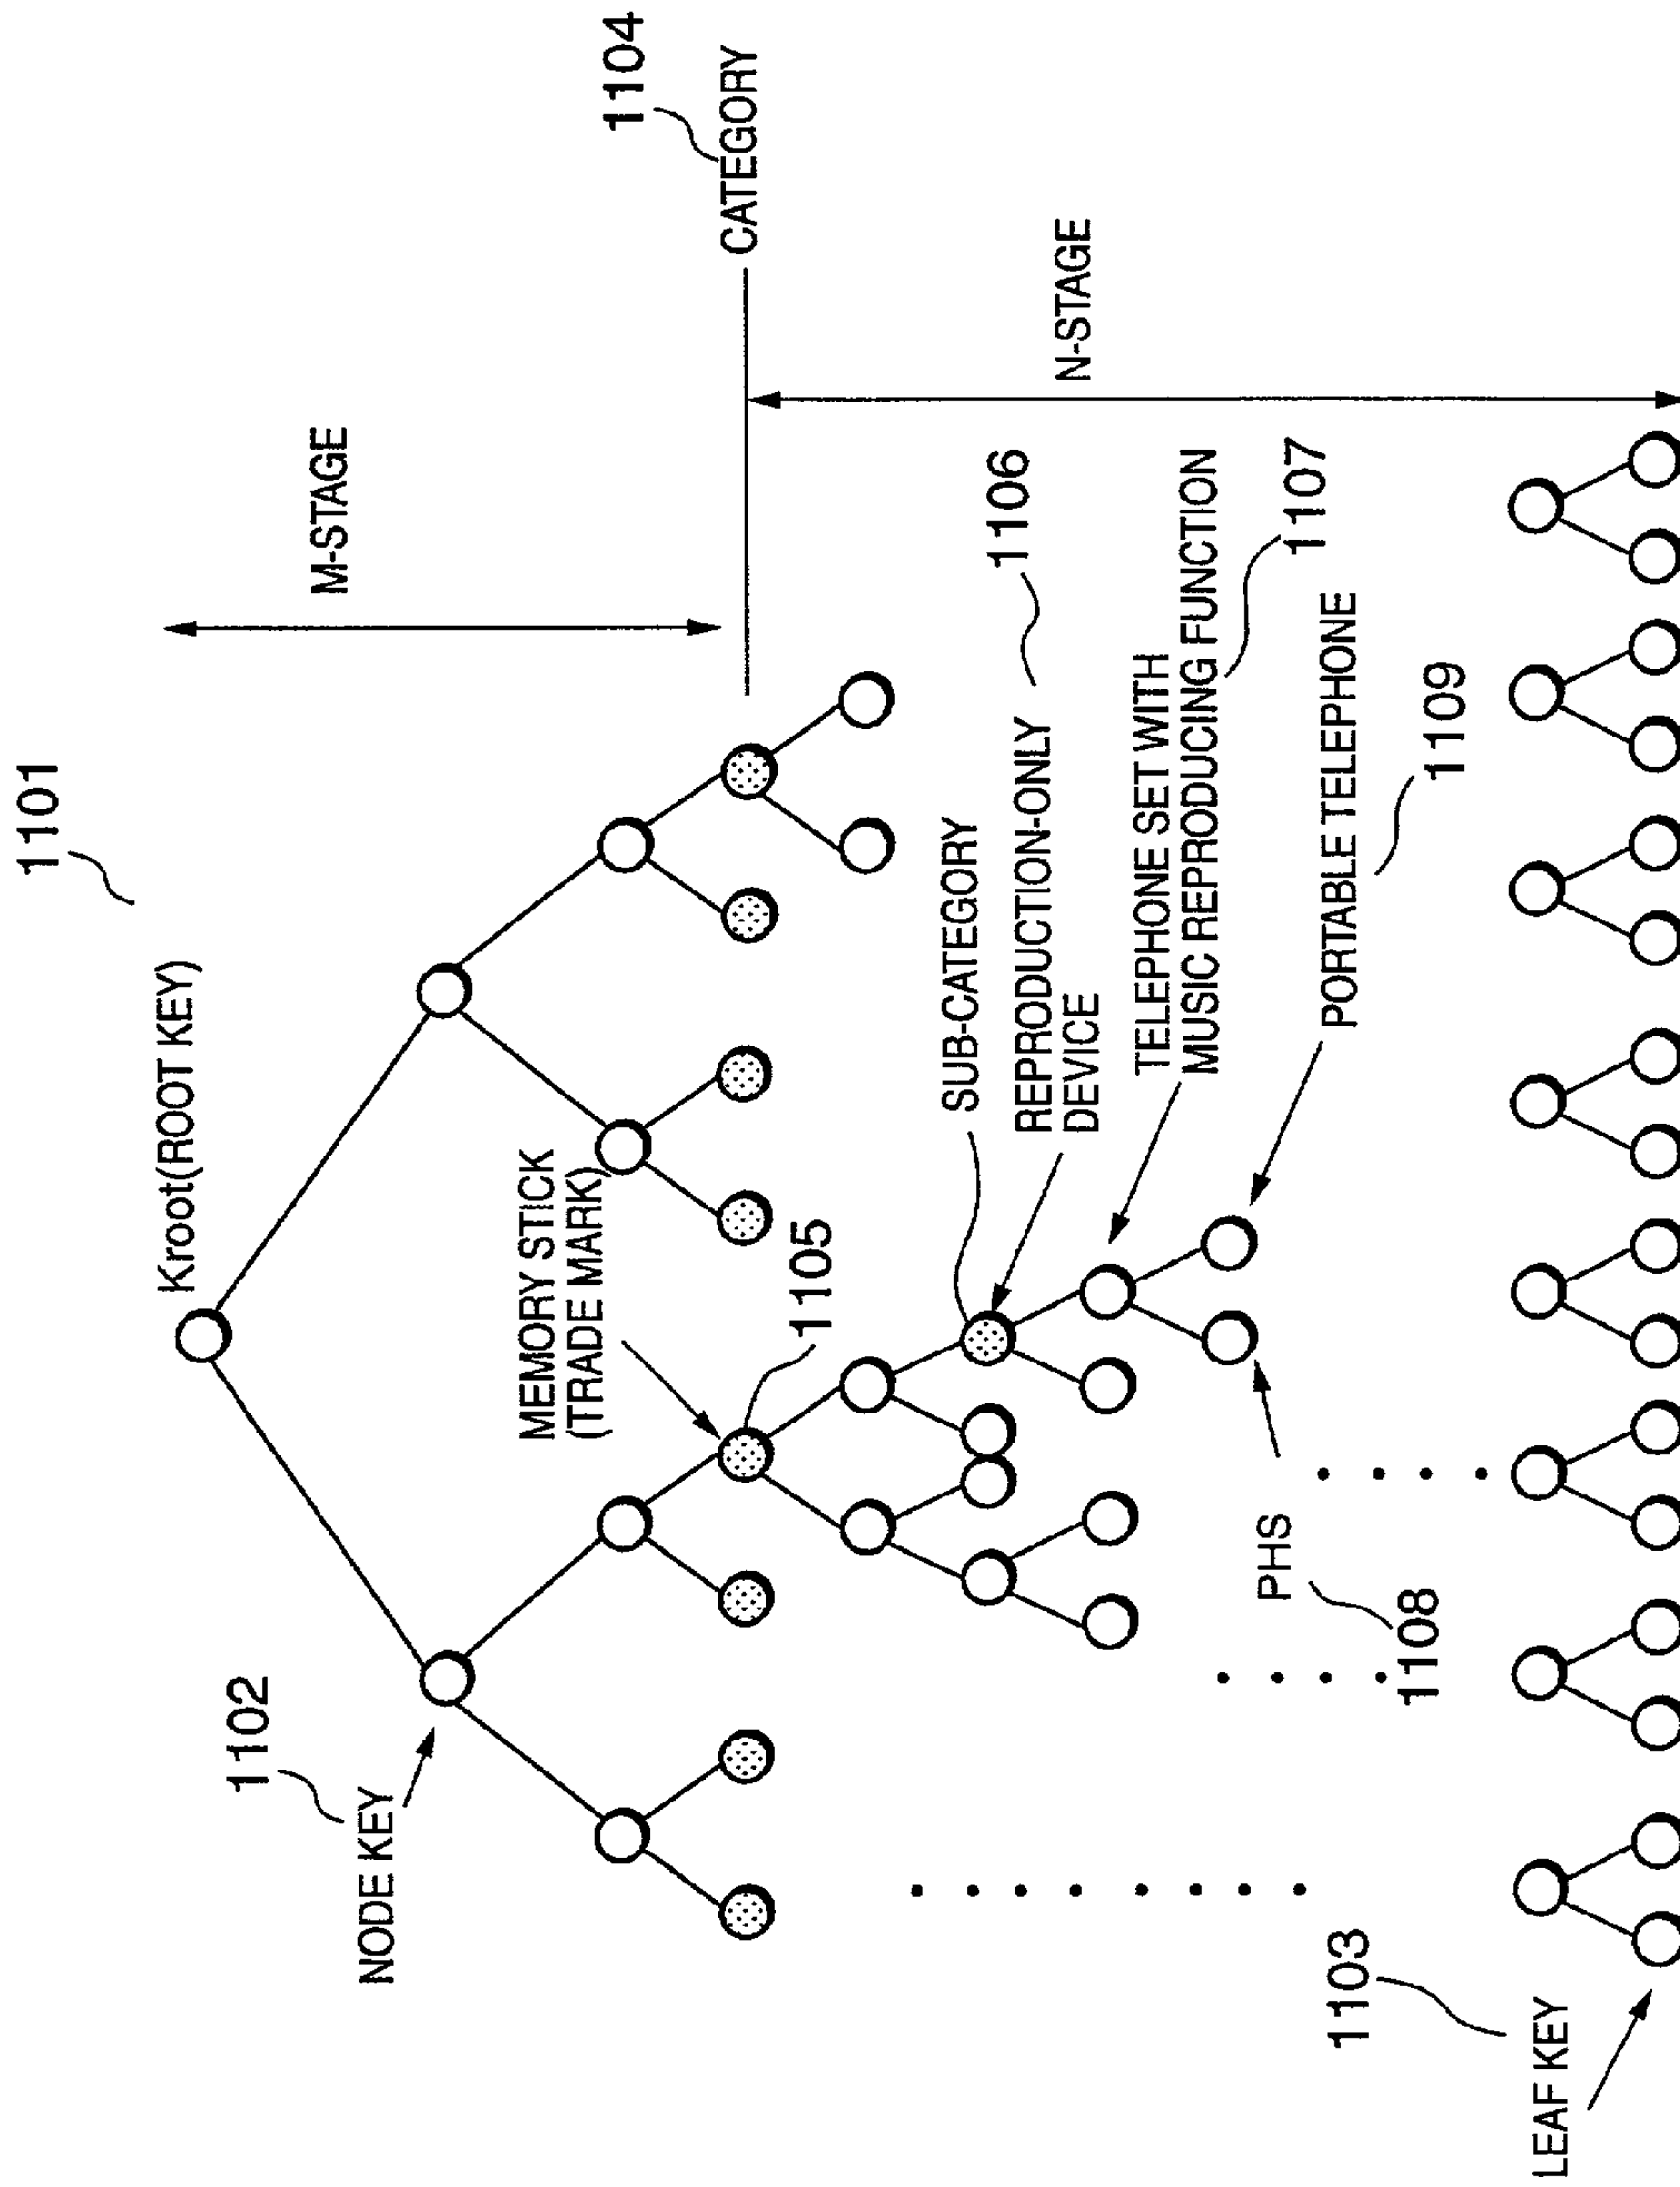 1101
Kroot(ROOT KEY)
M-STAGE
1104
CATEGORY
1102
NODE KEY
MEMORY STICK
(TRADE MARK)
1105
N-STAGE
SUB-CATEGORY
REPRODUCTION-ONLY
DEVICE
1106
TELEPHONE SET WITH
MUSIC REPRODUCING FUNCTION
1107
PORTABLE TELEPHONE
1109
PHS
1108
1103
LEAF KEY